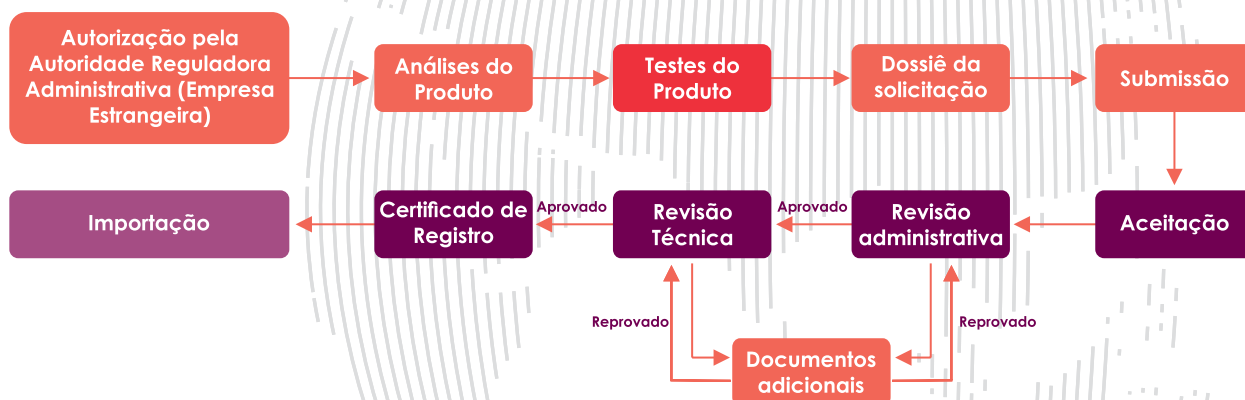 Autorização pela
Autoridade Reguladora
Administrativa (Empresa
Estrangeira)
Análises do
Produto
Testes do
Produto
Dossiê da
solicitação
Submissão
Importação
Certificado de
Registro
Aprovado
Revisão
Técnica
Aprovado
Revisão
administrativa
Aceitação
Reprovado
Reprovado
Documentos
adicionais